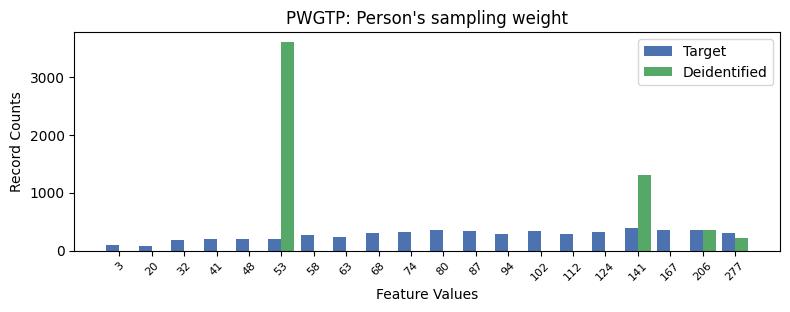 PWGTP: Person's sampling weight
Target
Deidentified
Record Counts
3000
2000
1000
0
3 20 32 41 48 53 58 63 68 74 80 87 94 102 112 124 141 167 206 277
Feature Values